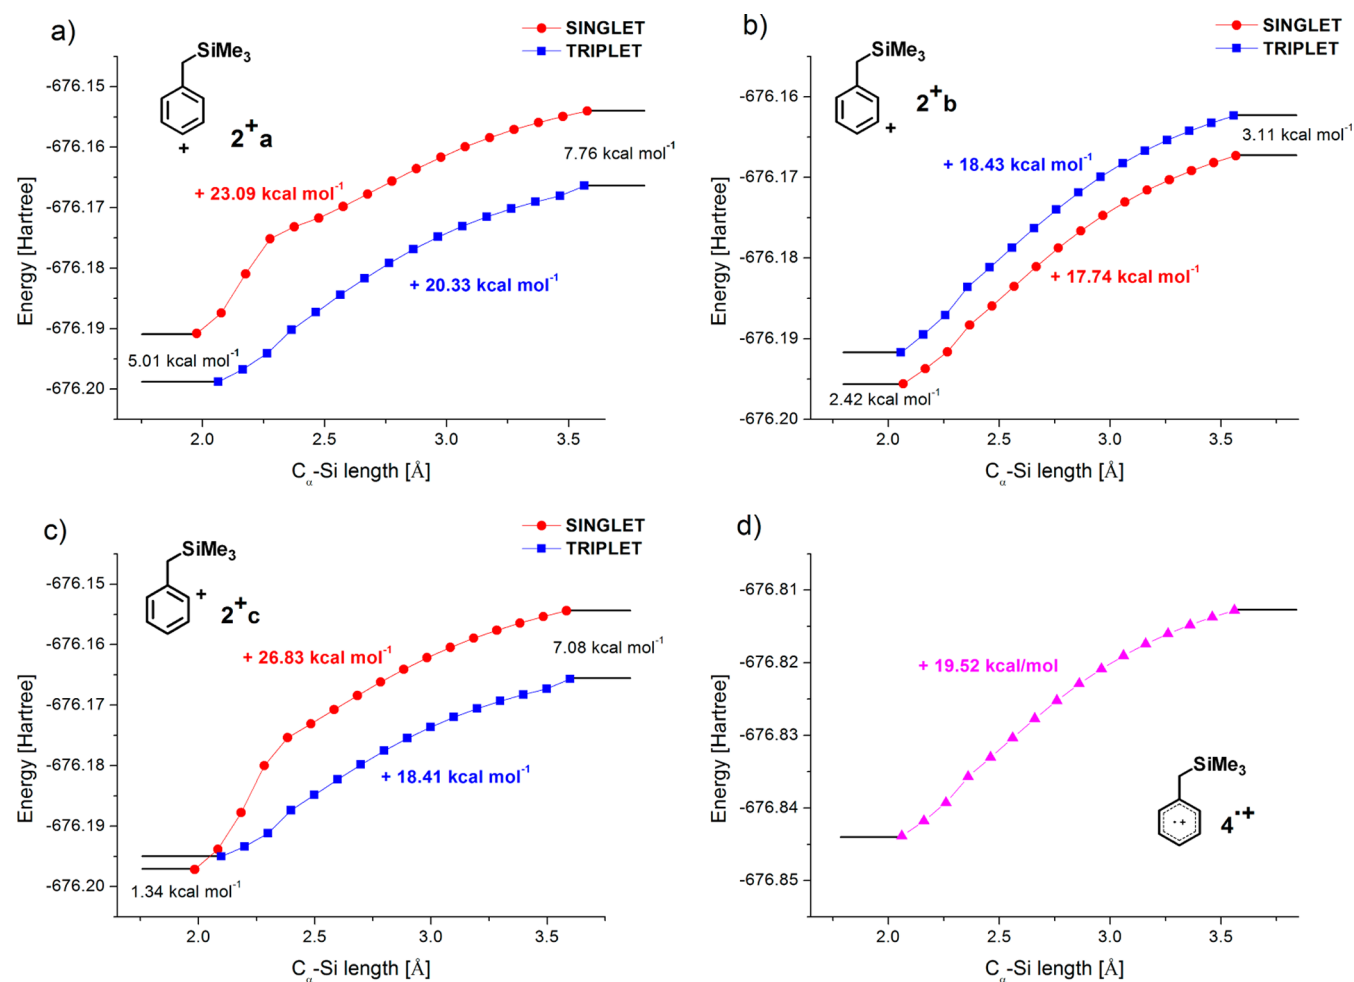 a)
SiMe3
+
2+a
SINGLET
TRIPLET
-676.15
-676.16
-676.17
-676.18
-676.19
-676.20
Energy [Hartree]
+ 23.09 kcal mol-1
7.76 kcal mol-1
+ 20.33 kcal mol-1
5.01 kcal mol-1
2.0
2.5
3.0
3.5
Cα-Si length [Å]
b)
SiMe3
+
2+b
SINGLET
TRIPLET
-676.16
-676.17
-676.18
-676.19
-676.20
Energy [Hartree]
3.11 kcal mol-1
+ 18.43 kcal mol-1
+ 17.74 kcal mol-1
2.42 kcal mol-1
2.0
2.5
3.0
3.5
Cα-Si length [Å]
c)
SiMe3
+
2+c
SINGLET
TRIPLET
-676.15
-676.16
-676.17
-676.18
-676.19
-676.20
Energy [Hartree]
+ 26.83 kcal mol-1
7.08 kcal mol-1
+ 18.41 kcal mol-1
1.34 kcal mol-1
2.0
2.5
3.0
3.5
Cα-Si length [Å]
d)
-676.81
-676.82
-676.83
-676.84
-676.85
Energy [Hartree]
+ 19.52 kcal/mol
SiMe3
·+
4·+
2.0
2.5
3.0
3.5
Cα-Si length [Å]